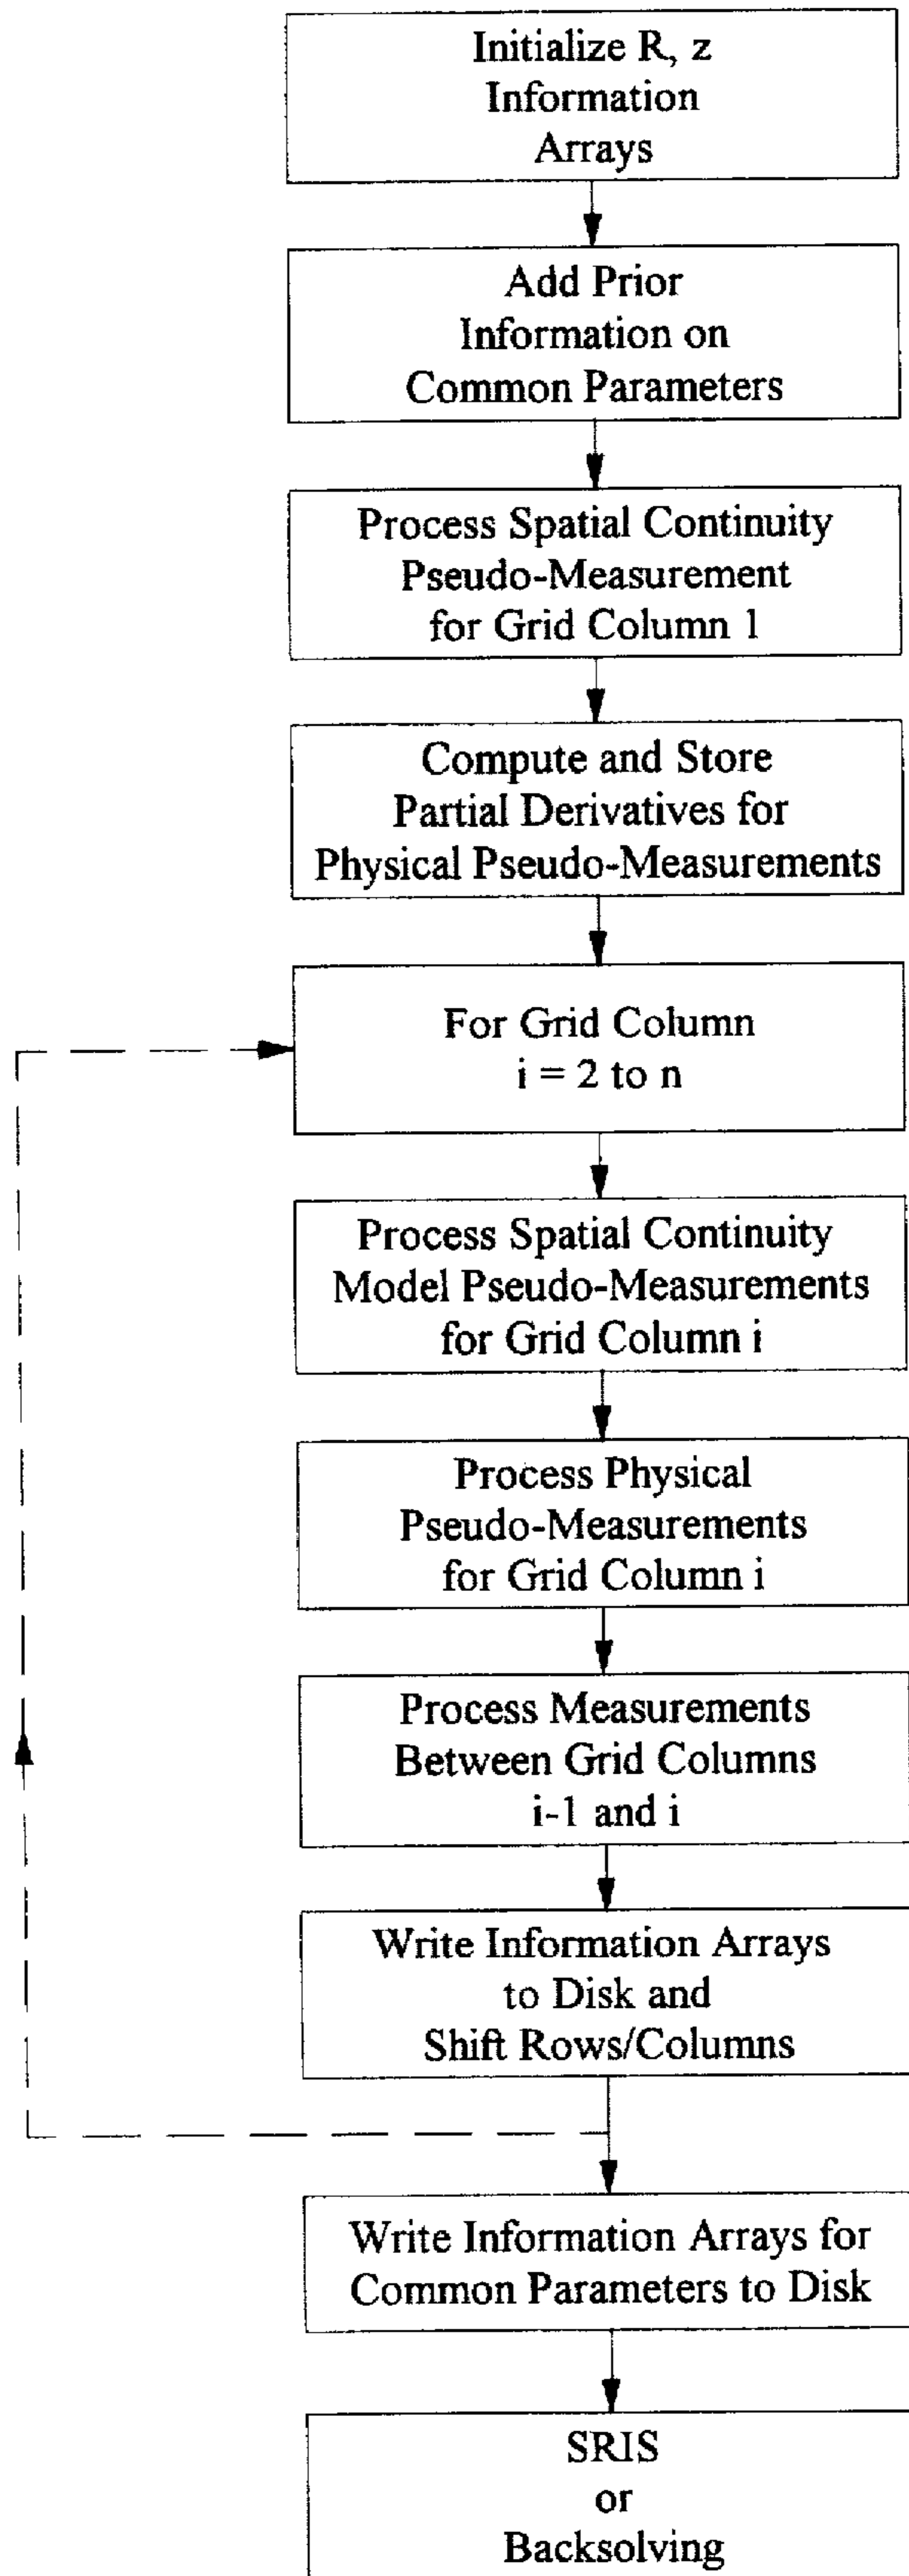 Initialize R, z
Information
Arrays
Add Prior
Information on
Common Parameters
Process Spatial Continuity
Pseudo-Measurement
for Grid Column 1
Compute and Store
Partial Derivatives for
Physical Pseudo-Measurements
For Grid Column
i = 2 to n
Process Spatial Continuity
Model Pseudo-Measurements
for Grid Column i
Process Physical
Pseudo-Measurements
for Grid Column i
Process Measurements
Between Grid Columns
i-1 and i
Write Information Arrays
to Disk and
Shift Rows/Columns
Write Information Arrays for
Common Parameters to Disk
SRIS
or
Backsolving